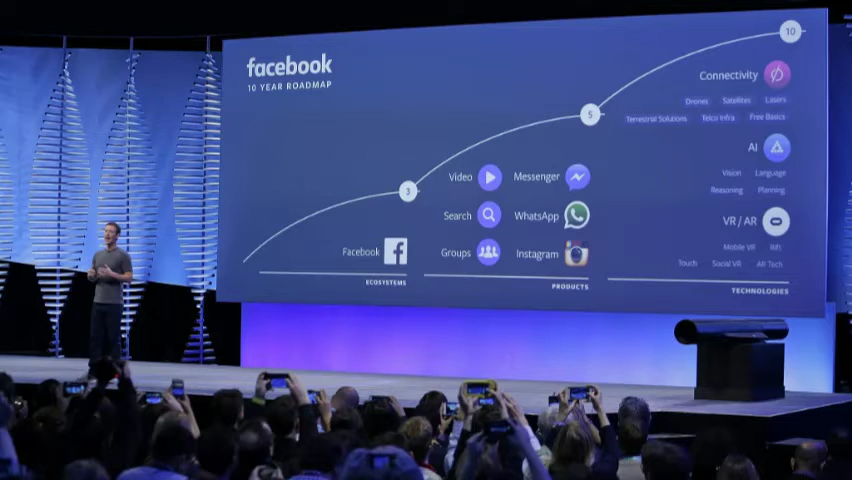 facebook
10 YEAR ROADMAP
3
5
10
Facebook
f
ECOSYSTEMS
Video
Messenger
Search
WhatsApp
Groups
Instagram
PRODUCTS
Connectivity
Drones Satellites Lasers
Terrestrial Solutions Telco Infra Free Basics
AI
Vision Language
Reasoning Planning
VR / AR
Mobile VR Rift
Touch Social VR AR Tech
TECHNOLOGIES